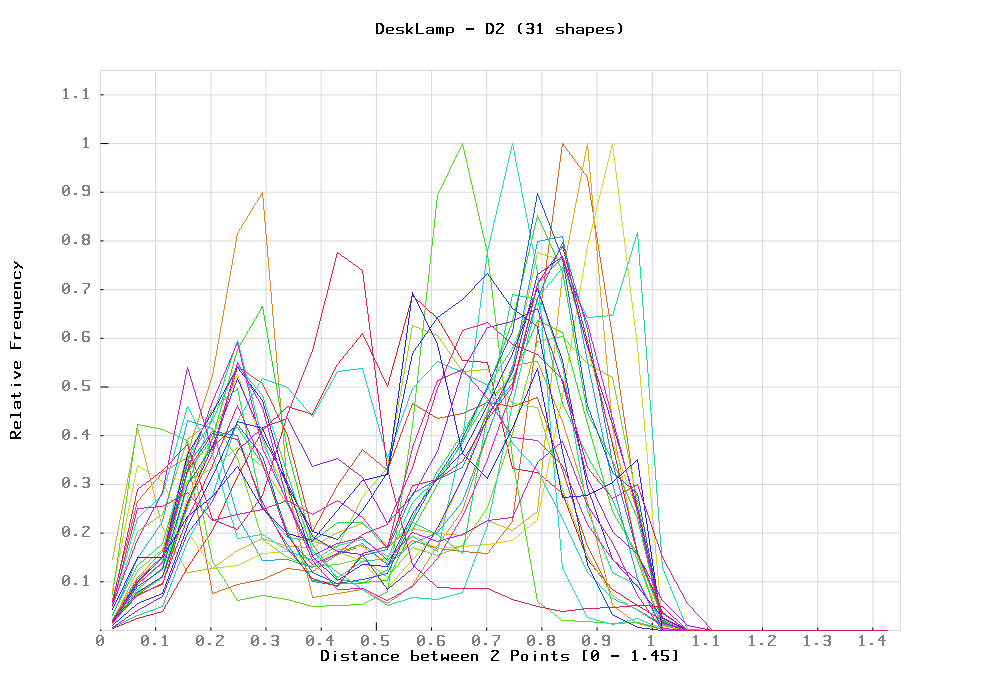 DeskLamp - D2 (31 shapes)
1.1
1
0.9
0.8
0.7
0.6
0.5
0.4
0.3
0.2
0.1
Relative Frequency
0 0.1 0.2 0.3 0.4 0.5 0.6 0.7 0.8 0.9 1 1.1 1.2 1.3 1.4
Distance between 2 Points [0 - 1.45]